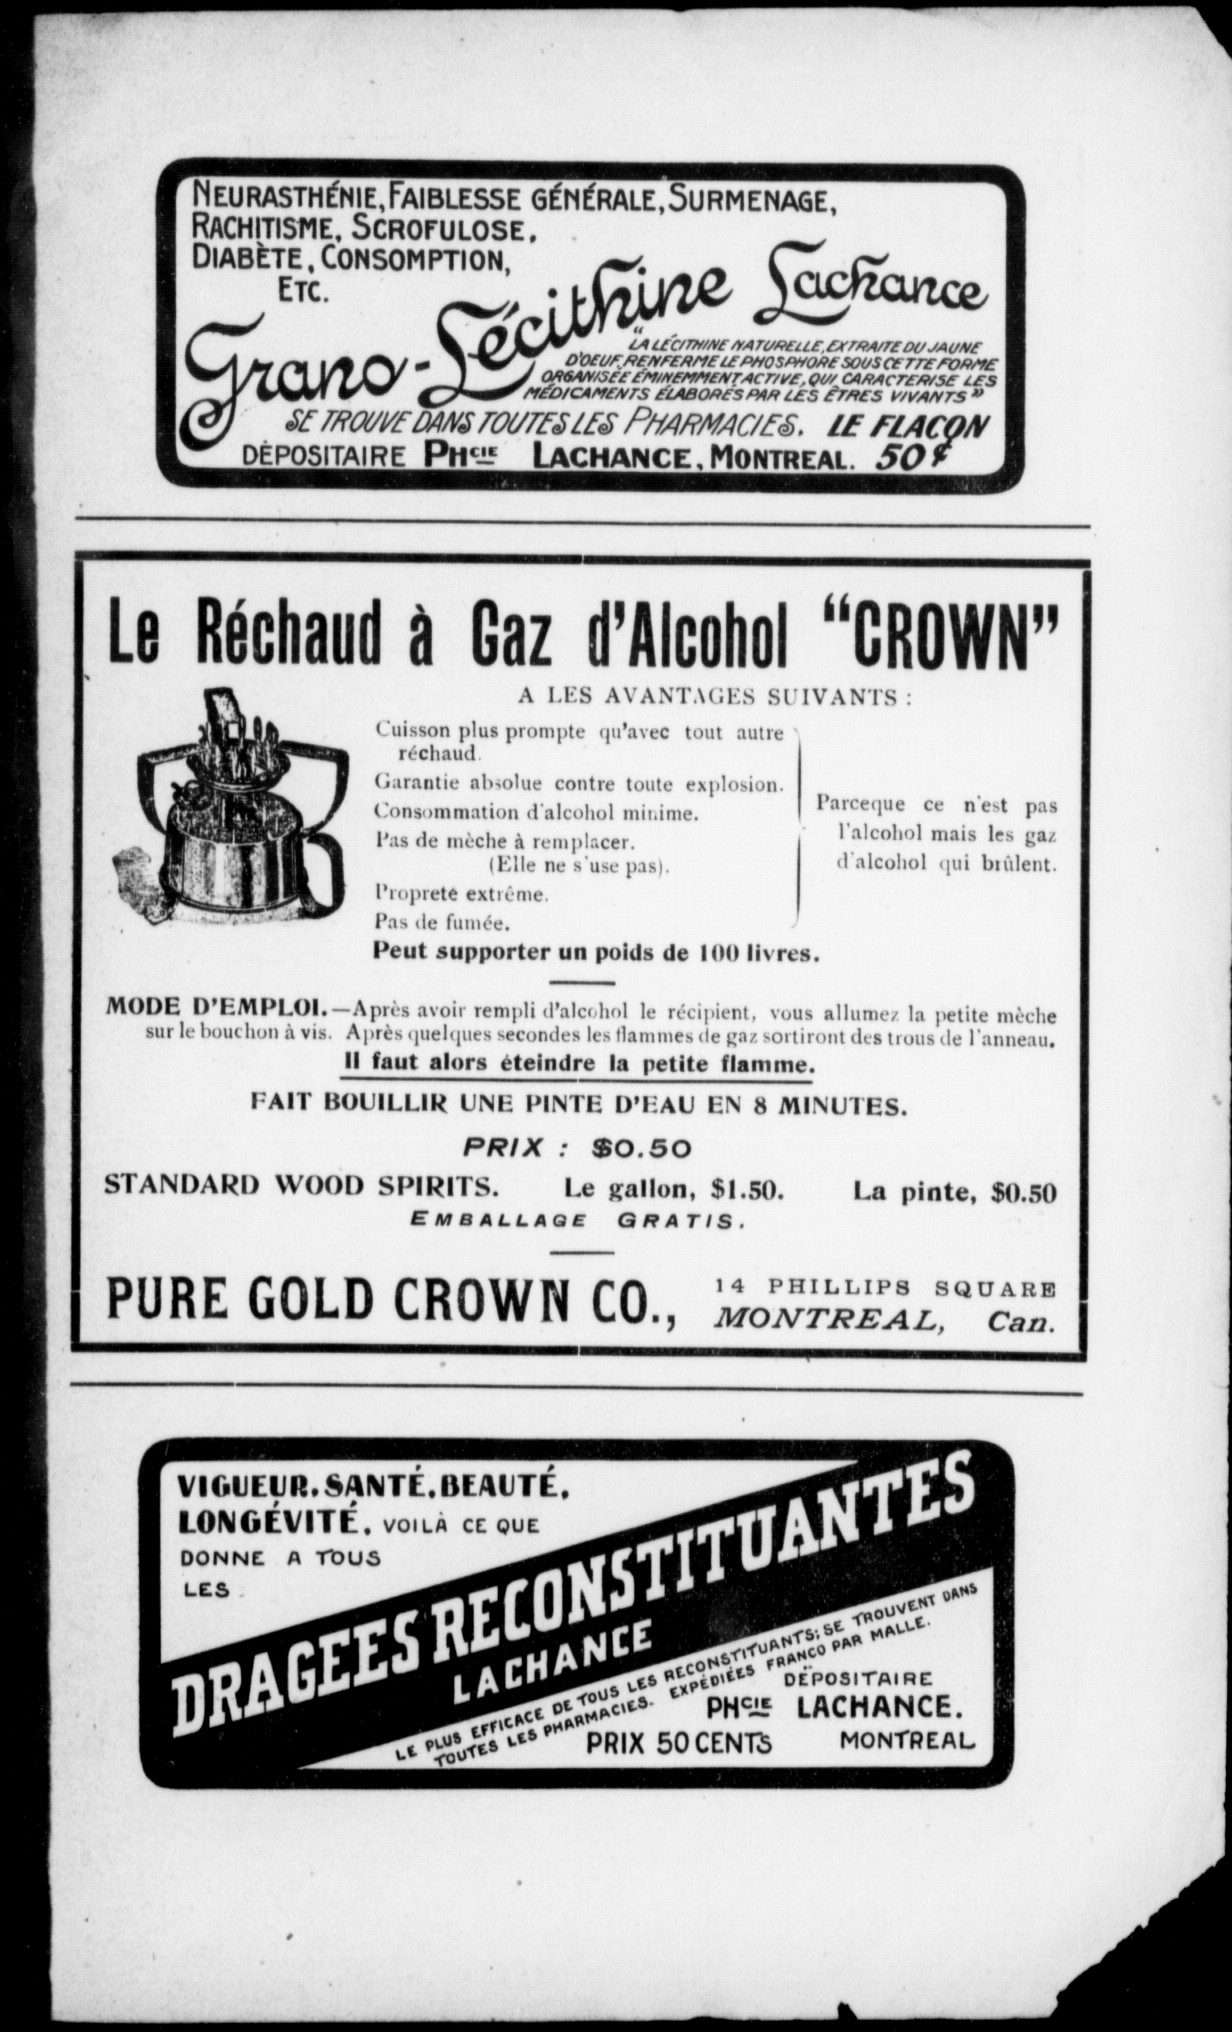 NEURASTHÉNIE, FAIBLESSE GÉNÉRALE, SURMENAGE,
RACHITISME, SCROFULOSE,
DIABÈTE, CONSOMPTION,
ETC.
Grano-Lécithine Lachance
"LA LÉCITHINE NATURELLE, EXTRAITE DU JAUNE
D'OEUF, RENFERME LE PHOSPHORE SOUS CETTE FORME
ORGANISÉE ÉMINEMMENT ACTIVE, QUI CARACTERISE LES
MÉDICAMENTS ÉLABORÉS PAR LES ÊTRES VIVANTS"
SE TROUVE DANS TOUTES LES PHARMACIES. LE FLACON
DÉPOSITAIRE PHCIE LACHANCE, MONTREAL. 50¢
Le Réchaud à Gaz d'Alcohol "CROWN"
A LES AVANTAGES SUIVANTS :
Cuisson plus prompte qu'avec tout autre
réchaud.
Garantie absolue contre toute explosion.
Consommation d'alcohol minime.
Pas de mèche à remplacer.
(Elle ne s'use pas).
Propreté extrême.
Pas de fumée.
Parceque ce n'est pas
l'alcohol mais les gaz
d'alcohol qui brûlent.
Peut supporter un poids de 100 livres.
MODE D'EMPLOI.—Après avoir rempli d'alcohol le récipient, vous allumez la petite mèche
sur le bouchon à vis. Après quelques secondes les flammes de gaz sortiront des trous de l'anneau.
Il faut alors éteindre la petite flamme.
FAIT BOUILLIR UNE PINTE D'EAU EN 8 MINUTES.
PRIX : $0.50
STANDARD WOOD SPIRITS. Le gallon, $1.50. La pinte, $0.50
EMBALLAGE GRATIS.
PURE GOLD CROWN CO., 14 PHILLIPS SQUARE
MONTREAL, Can.
VIGUEUR, SANTÉ, BEAUTÉ,
LONGÉVITÉ, VOILÀ CE QUE
DONNE A TOUS
LES
DRAGEES RECONSTITUANTES
LACHANCE
LE PLUS EFFICACE DE TOUS LES RECONSTITUANTS; SE TROUVENT DANS
TOUTES LES PHARMACIES. EXPÉDIÉES FRANCO PAR MALLE.
DÉPOSITAIRE
PHCIE LACHANCE.
PRIX 50 CENTS MONTREAL